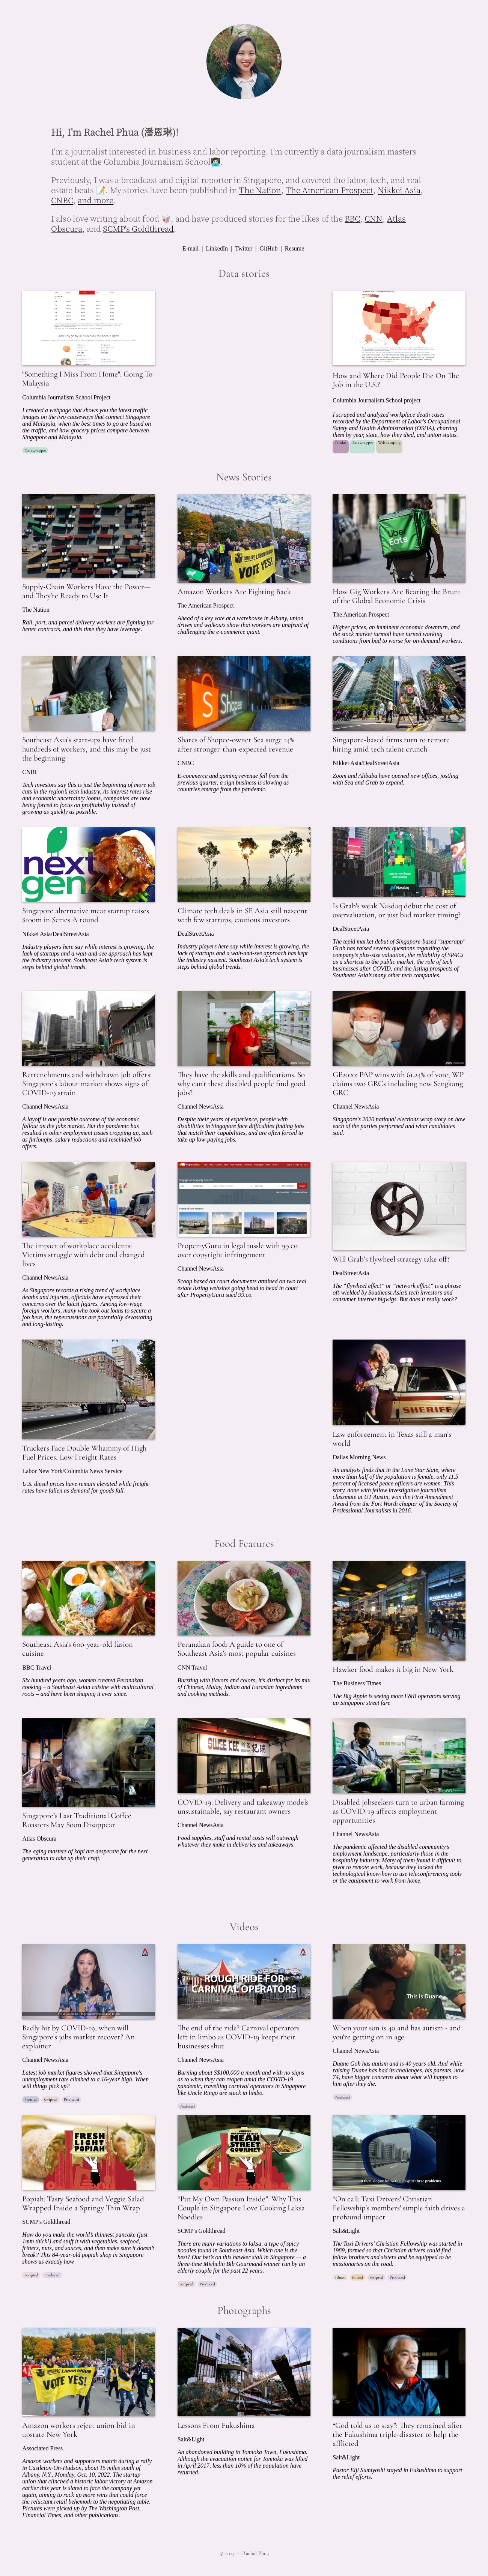 Hi, I'm Rachel Phua (潘恩琳)!
I'm a journalist interested in business and labor reporting. I'm currently a data journalism masters
student at the Columbia Journalism School👩🏻‍💻
Previously, I was a broadcast and digital reporter in Singapore, and covered the labor, tech, and real
estate beats 📝. My stories have been published in The Nation, The American Prospect, Nikkei Asia,
CNBC, and more.
I also love writing about food 🥡, and have produced stories for the likes of the BBC, CNN, Atlas
Obscura, and SCMP's Goldthread.
E-mail | LinkedIn | Twitter | GitHub | Resume
Data stories
"Something I Miss From Home": Going To
Malaysia
Columbia Journalism School Project
I created a webpage that shows you the latest traffic
images on the two causeways that connect Singapore
and Malaysia, when the best times to go are based on
the traffic, and how grocery prices compare between
Singapore and Malaysia.
How and Where Did People Die On The
Job in the U.S.?
Columbia Journalism School project
I scraped and analyzed workplace death cases
recorded by the Department of Labor's Occupational
Safety and Health Administration (OSHA), charting
them by year, state, how they died, and union status.
Web scraping
News Stories
Supply-Chain Workers Have the Power—
and They're Ready to Use It
The Nation
Rail, port, and parcel delivery workers are fighting for
better contracts, and this time they have leverage.
VOTE YES!
Amazon Workers Are Fighting Back
The American Prospect
Ahead of a key vote at a warehouse in Albany, union
drives and walkouts show that workers are unafraid of
challenging the e-commerce giant.
Uber
Eats
How Gig Workers Are Bearing the Brunt
of the Global Economic Crisis
The American Prospect
Higher prices, an imminent economic downturn, and
the stock market turmoil have turned working
conditions from bad to worse for on-demand workers.
Southeast Asia's start-ups have fired
hundreds of workers, and this may be just
the beginning
CNBC
Tech investors say this is just the beginning of more job
cuts in the region's tech industry. As interest rates rise
and economic uncertainty looms, companies are now
being forced to focus on profitability instead of
growing as quickly as possible.
Shares of Shopee-owner Sea surge 14%
after stronger-than-expected revenue
CNBC
E-commerce and gaming revenue fell from the
previous quarter, a sign business is slowing as
countries emerge from the pandemic.
Singapore-based firms turn to remote
hiring amid tech talent crunch
Nikkei Asia/DealStreetAsia
Zoom and Alibaba have opened new offices, jostling
with Sea and Grab to expand.
next
gen
Singapore alternative meat startup raises
$100m in Series A round
Nikkei Asia/DealStreetAsia
Industry players here say while interest is growing, the
lack of startups and a wait-and-see approach has kept
the industry nascent. Southeast Asia's tech system is
steps behind global trends.
Climate tech deals in SE Asia still nascent
with few startups, cautious investors
DealStreetAsia
Industry players here say while interest is growing, the
lack of startups and a wait-and-see approach has kept
the industry nascent. Southeast Asia's tech system is
steps behind global trends.
Is Grab's weak Nasdaq debut the cost of
overvaluation, or just bad market timing?
DealStreetAsia
The tepid market debut of Singapore-based "superapp"
Grab has raised several questions regarding the
company's plus-size valuation, the reliability of SPACs
as a shortcut to the public market, the role of tech
businesses after COVID, and the listing prospects of
Southeast Asia's many other tech companies.
Retrenchments and withdrawn job offers:
Singapore's labour market shows signs of
COVID-19 strain
Channel NewsAsia
A layoff is one possible outcome of the economic
fallout on the jobs market. But the pandemic has
resulted in other employment issues cropping up, such
as furloughs, salary reductions and rescinded job
offers.
They have the skills and qualifications. So
why can't these disabled people find good
jobs?
Channel NewsAsia
Despite their years of experience, people with
disabilities in Singapore face difficulties finding jobs
that match their capabilities, and are often forced to
take up low-paying jobs.
GE2020: PAP wins with 61.24% of vote; WP
claims two GRCs including new Sengkang
GRC
Channel NewsAsia
Singapore's 2020 national elections wrap story on how
each of the parties performed and what candidates
said.
The impact of workplace accidents:
Victims struggle with debt and changed
lives
Channel NewsAsia
As Singapore records a rising trend of workplace
deaths and injuries, officials have expressed their
concerns over the latest figures. Among low-wage
foreign workers, many who took out loans to secure a
job here, the repercussions are potentially devastating
and long-lasting.
PropertyGuru in legal tussle with 99.co
over copyright infringement
Channel NewsAsia
Scoop based on court documents attained on two real
estate listing websites going head to head in court
after PropertyGuru sued 99.co.
Will Grab's flywheel strategy take off?
DealStreetAsia
The "flywheel effect" or "network effect" is a phrase
oft-wielded by Southeast Asia's tech investors and
consumer internet bigwigs. But does it really work?
Truckers Face Double Whammy of High
Fuel Prices, Low Freight Rates
Labor New York/Columbia News Service
U.S. diesel prices have remain elevated while freight
rates have fallen as demand for goods fall.
SHERIFF
Law enforcement in Texas still a man's
world
Dallas Morning News
An analysis finds that in the Lone Star State, where
more than half of the population is female, only 11.5
percent of licensed peace officers are women. This
story, done with fellow investigative journalism
classmate at UT Austin, won the First Amendment
Award from the Fort Worth chapter of the Society of
Professional Journalists in 2016.
Food Features
Southeast Asia's 600-year-old fusion
cuisine
BBC Travel
Six hundred years ago, women created Peranakan
cooking – a Southeast Asian cuisine with multicultural
roots – and have been shaping it ever since.
Peranakan food: A guide to one of
Southeast Asia's most popular cuisines
CNN Travel
Bursting with flavors and colors, it's distinct for its mix
of Chinese, Malay, Indian and Eurasian ingredients
and cooking methods.
Hawker food makes it big in New York
The Business Times
The Big Apple is seeing more F&B operators serving
up Singapore street fare
Singapore's Last Traditional Coffee
Roasters May Soon Disappear
Atlas Obscura
The aging masters of kopi are desperate for the next
generation to take up their craft.
GWEE KEE
COVID-19: Delivery and takeaway models
unsustainable, say restaurant owners
Channel NewsAsia
Food supplies, staff and rental costs will outweigh
whatever they make in deliveries and takeaways.
Disabled jobseekers turn to urban farming
as COVID-19 affects employment
opportunities
Channel NewsAsia
The pandemic affected the disabled community's
employment landscape, particularly those in the
hospitality industry. Many of them found it difficult to
pivot to remote work, because they lacked the
technological know-how to use teleconferencing tools
or the equipment to work from home.
Videos
Badly hit by COVID-19, when will
Singapore's jobs market recover? An
explainer
Channel NewsAsia
Latest job market figures showed that Singapore's
unemployment rate climbed to a 16-year high. When
will things pick up?
Scripted Produced
ROUGH RIDE FOR
CARNIVAL OPERATORS
The end of the ride? Carnival operators
left in limbo as COVID-19 keeps their
businesses shut
Channel NewsAsia
Burning about S$100,000 a month and with no signs
as to when they can reopen amid the COVID-19
pandemic, travelling carnival operators in Singapore
like Uncle Ringo are stuck in limbo.
Produced
This is Duane
When your son is 40 and has autism - and
you're getting on in age
Channel NewsAsia
Duane Goh has autism and is 40 years old. And while
raising Duane has had its challenges, his parents, now
74, have bigger concerns about what will happen to
him after they die.
Produced
FRESH
LIGHT
POPIAH
Popiah: Tasty Seafood and Veggie Salad
Wrapped Inside a Springy Thin Wrap
SCMP's Goldthread
How do you make the world's thinnest pancake (just
1mm thick!) and stuff it with vegetables, seafood,
fritters, nuts, and sauces, and then make sure it doesn't
break? This 84-year-old popiah shop in Singapore
shows us exactly how.
Scripted Produced
MEAN
STREET
GOURMET
"Put My Own Passion Inside": Why This
Couple in Singapore Love Cooking Laksa
Noodles
SCMP's Goldthread
There are many variations to laksa, a type of spicy
noodles found in Southeast Asia. Which one is the
best? Our bet's on this hawker stall in Singapore — a
three-time Michelin Bib Gourmand winner run by an
elderly couple for the past 22 years.
Scripted Produced
"On call: Taxi Drivers' Christian
Fellowship's members' simple faith drives a
profound impact
Salt&Light
The Taxi Drivers' Christian Fellowship was started in
1989, formed so that Christian drivers could find
fellow brothers and sisters and be equipped to be
missionaries on the road.
Filmed Edited Scripted Produced
Photographs
VOTE YES!
Amazon workers reject union bid in
upstate New York
Associated Press
Amazon workers and supporters march during a rally
in Castleton-On-Hudson, about 15 miles south of
Albany, N.Y., Monday, Oct. 10, 2022. The startup
union that clinched a historic labor victory at Amazon
earlier this year is slated to face the company yet
again, aiming to rack up more wins that could force
the reluctant retail behemoth to the negotiating table.
Pictures were picked up by The Washington Post,
Financial Times, and other publications.
Lessons From Fukushima
Salt&Light
An abandoned building in Tomioka Town, Fukushima.
Although the evacuation notice for Tomioka was lifted
in April 2017, less than 10% of the population have
returned.
"God told us to stay": They remained after
the Fukushima triple-disaster to help the
afflicted
Salt&Light
Pastor Eiji Sumiyoshi stayed in Fukushima to support
the relief efforts.
© 2023 — Rachel Phua